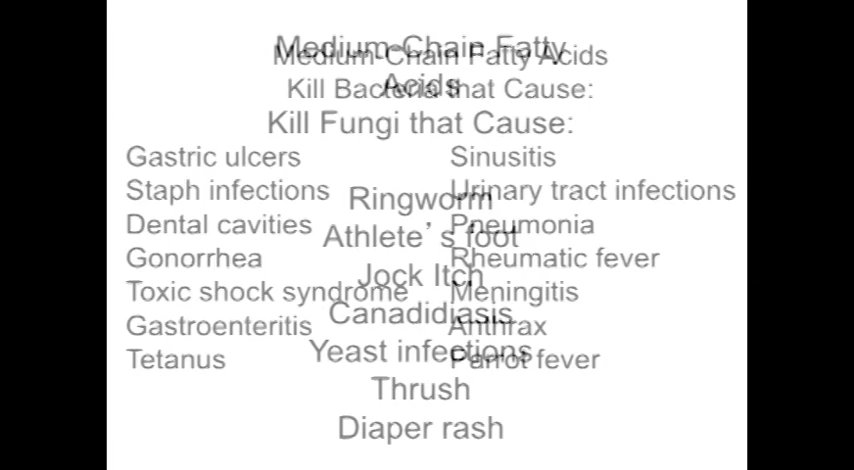 Medium-Chain Fatty Acids
Kill Bacteria that Cause:
Gastric ulcers
Staph infections
Dental cavities
Gonorrhea
Toxic shock syndrome
Gastroenteritis
Tetanus
Sinusitis
Urinary tract infections
Pneumonia
Rheumatic fever
Meningitis
Anthrax
Parrot fever
Medium-Chain Fatty
Acids
Kill Fungi that Cause:
Ringworm
Athlete’s foot
Jock Itch
Canadidiasis
Yeast infections
Thrush
Diaper rash